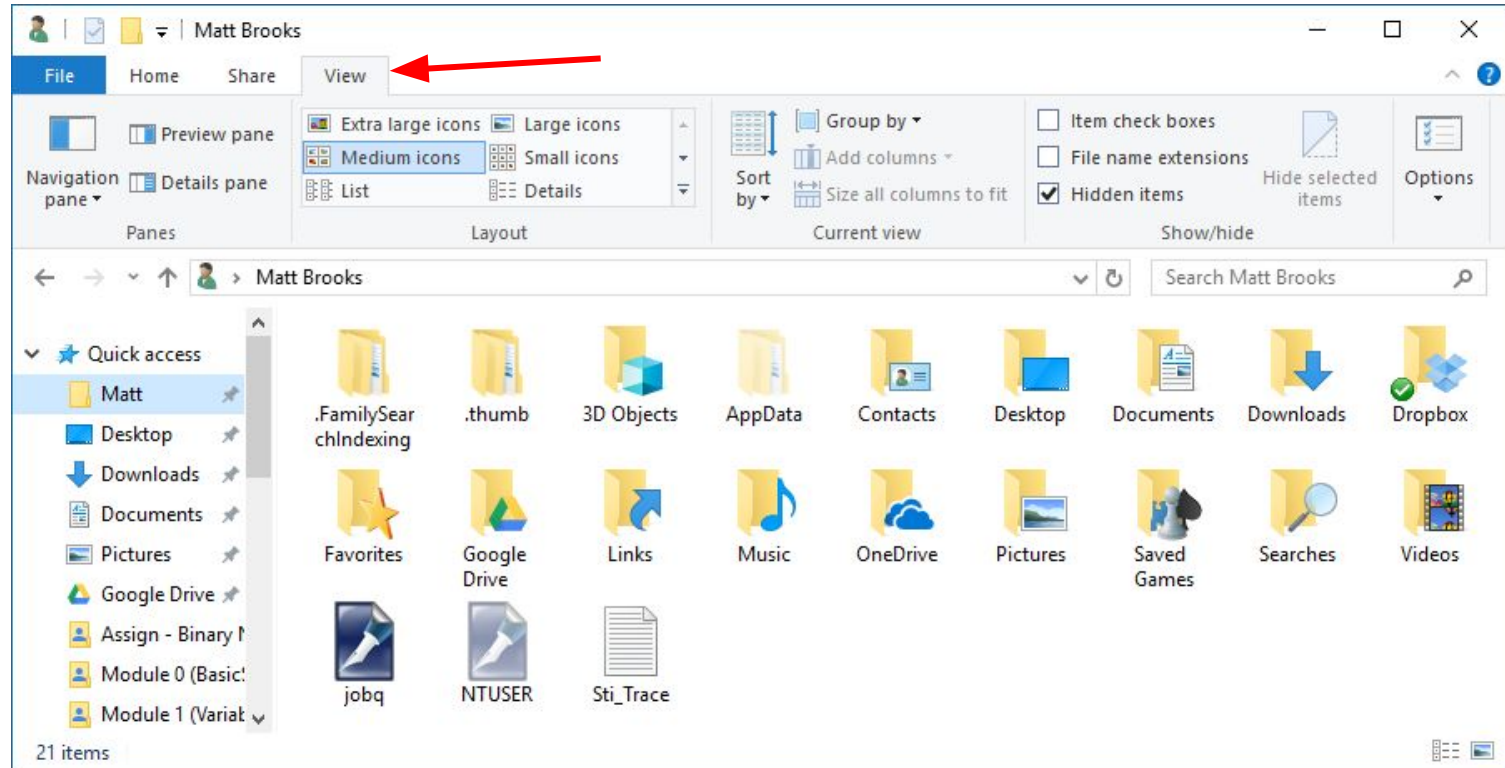 Matt Brooks
File Home Share View
Navigation pane
Preview pane
Details pane
Panes
Extra large icons Large icons
Medium icons Small icons
List Details
Layout
Sort by
Group by
Add columns
Size all columns to fit
Current view
Item check boxes
File name extensions
Hidden items
Hide selected items
Show/hide
Options
Matt Brooks
Search Matt Brooks
Quick access
Matt
Desktop
Downloads
Documents
Pictures
Google Drive
Assign - Binary
Module 0 (Basic
Module 1 (Varial
.FamilySear
chIndexing
.thumb
3D Objects
AppData
Contacts
Desktop
Documents
Downloads
Dropbox
Favorites
Google
Drive
Links
Music
OneDrive
Pictures
Saved
Games
Searches
Videos
jobq
NTUSER
Sti_Trace
21 items